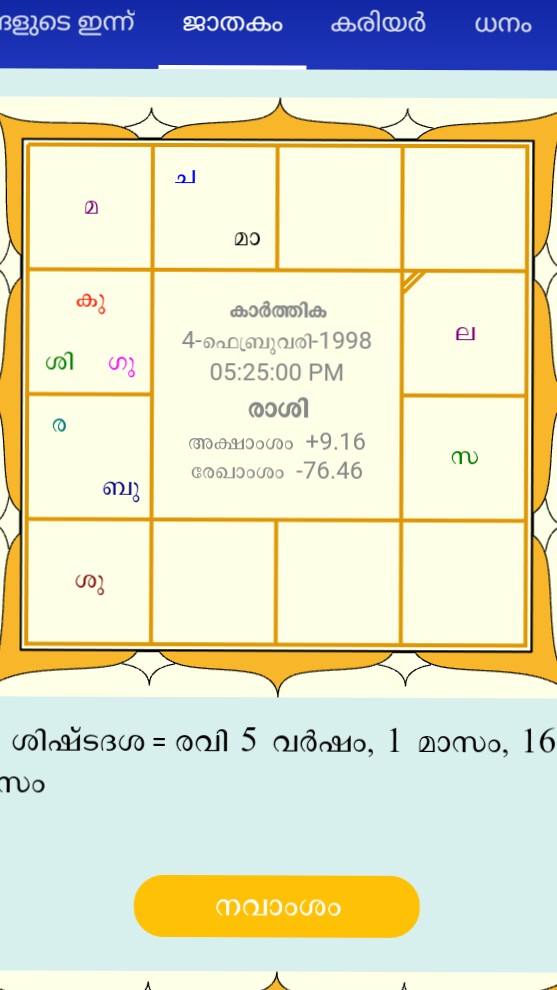 ളുടെ ഇന്ന് ജാതകം കരിയർ ധനം
മ ച മാ
കു ശി ഗു ല
ര ബു സ
ശു
കാർത്തിക
4-ഫെബ്രുവരി-1998
05:25:00 PM
രാശി
അക്ഷാംശം +9.16
രേഖാംശം -76.46
ശിഷ്ടദശ = രവി 5 വർഷം, 1 മാസം, 16
സം
നവാംശം